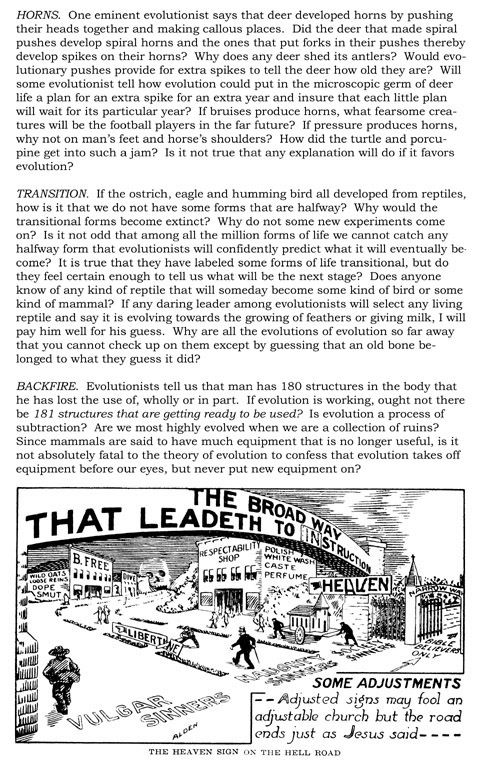 HORNS. One eminent evolutionist says that deer developed horns by pushing
their heads together and making callous places. Did the deer that made spiral
pushes develop spiral horns and the ones that put forks in their pushes thereby
develop spikes on their horns? Why does any deer shed its antlers? Would evo-
lutionary pushes provide for extra spikes to tell the deer how old they are? Will
some evolutionist tell how evolution could put in the microscopic germ of deer
life a plan for an extra spike for an extra year and insure that each little plan
will wait for its particular year? If bruises produce horns, what fearsome crea-
tures will be the football players in the far future? If pressure produces horns,
why not on man's feet and horse's shoulders? How did the turtle and porcu-
pine get into such a jam? Is it not true that any explanation will do if it favors
evolution?
TRANSITION. If the ostrich, eagle and humming bird all developed from reptiles,
how is it that we do not have some forms that are halfway? Why would the
transitional forms become extinct? Why do not some new experiments come
on? Is it not odd that among all the million forms of life we cannot catch any
halfway form that evolutionists will confidently predict what it will eventually be-
come? It is true that they have labeled some forms of life transitional, but do
they feel certain enough to tell us what will be the next stage? Does anyone
know of any kind of reptile that will someday become some kind of bird or some
kind of mammal? If any daring leader among evolutionists will select any living
reptile and say it is evolving towards the growing of feathers or giving milk, I will
pay him well for his guess. Why are all the evolutions of evolution so far away
that you cannot check up on them except by guessing that an old bone be-
longed to what they guess it did?
BACKFIRE. Evolutionists tell us that man has 180 structures in the body that
he has lost the use of, wholly or in part. If evolution is working, ought not there
be 181 structures that are getting ready to be used? Is evolution a process of
subtraction? Are we most highly evolved when we are a collection of ruins?
Since mammals are said to have much equipment that is no longer useful, is it
not absolutely fatal to the theory of evolution to confess that evolution takes off
equipment before our eyes, but never put new equipment on?
THE BROAD WAY
THAT LEADETH TO INSTRUCTION
WILD OATS
LOOSE REINS
DOPE
SMUT
B. FREE
DIVE
RESPECTABILITY
SHOP
POLISH
WHITE WASH
CASTE
PERFUME
HEAVEN
NARROW WAY
BIBLE
BELIEVERS
ONLY
LIBERTINE
SINNERS
VULGAR
SINNERS
ALDEN
SOME ADJUSTMENTS
--Adjusted signs may fool an
adjustable church but the road
ends just as Jesus said----
THE HEAVEN SIGN ON THE HELL ROAD